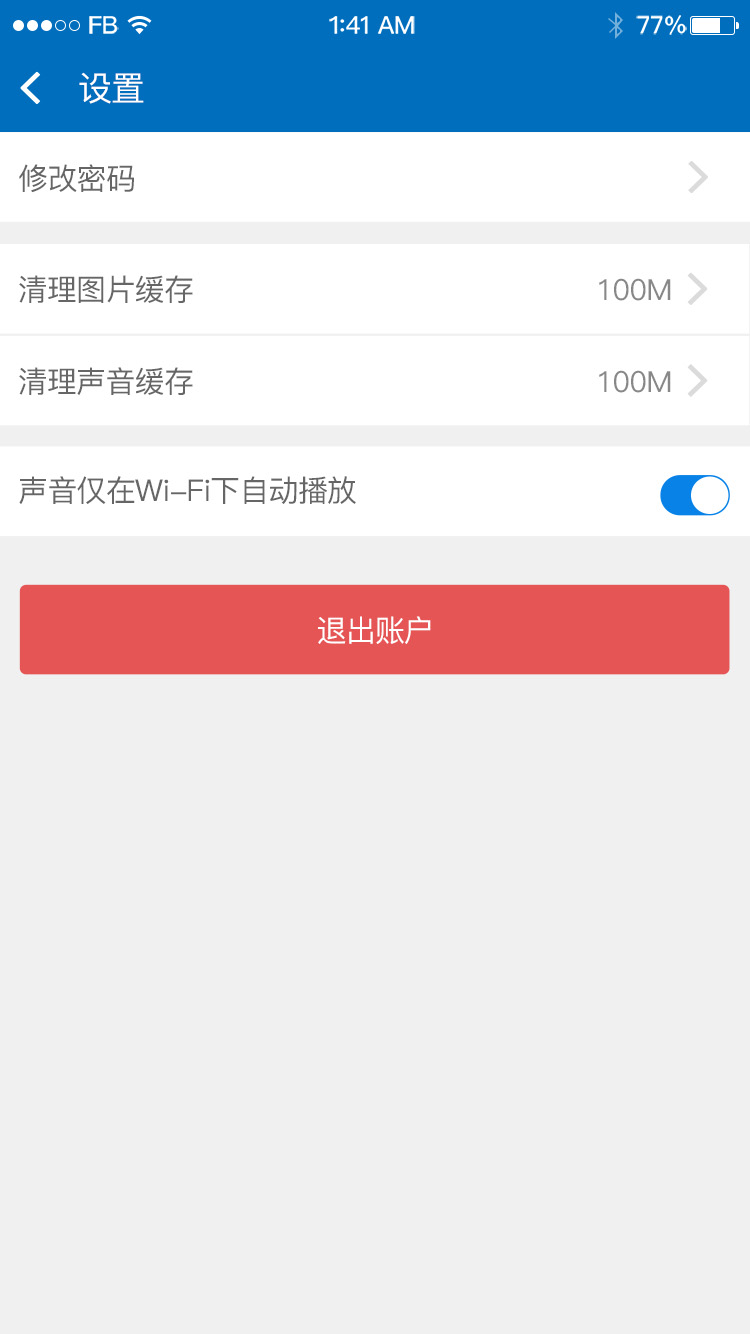 FB 1:41 AM 77%
设置
修改密码
清理图片缓存 100M
清理声音缓存 100M
声音仅在Wi–Fi下自动播放
退出账户